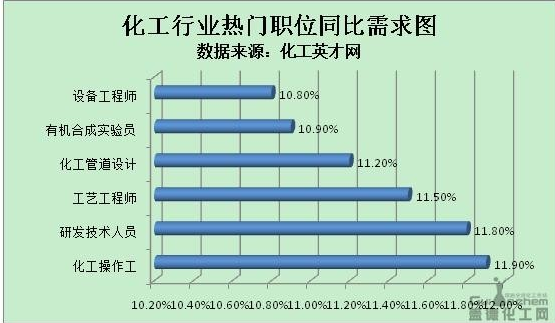 化工行业热门职位同比需求图
数据来源：化工英才网
设备工程师 10.80%
有机合成实验员 10.90%
化工管道设计 11.20%
工艺工程师 11.50%
研发技术人员 11.80%
化工操作工 11.90%
10.20% 10.40% 10.60% 10.80% 11.00% 11.20% 11.40% 11.60% 11.80% 12.00%
盖德化工网